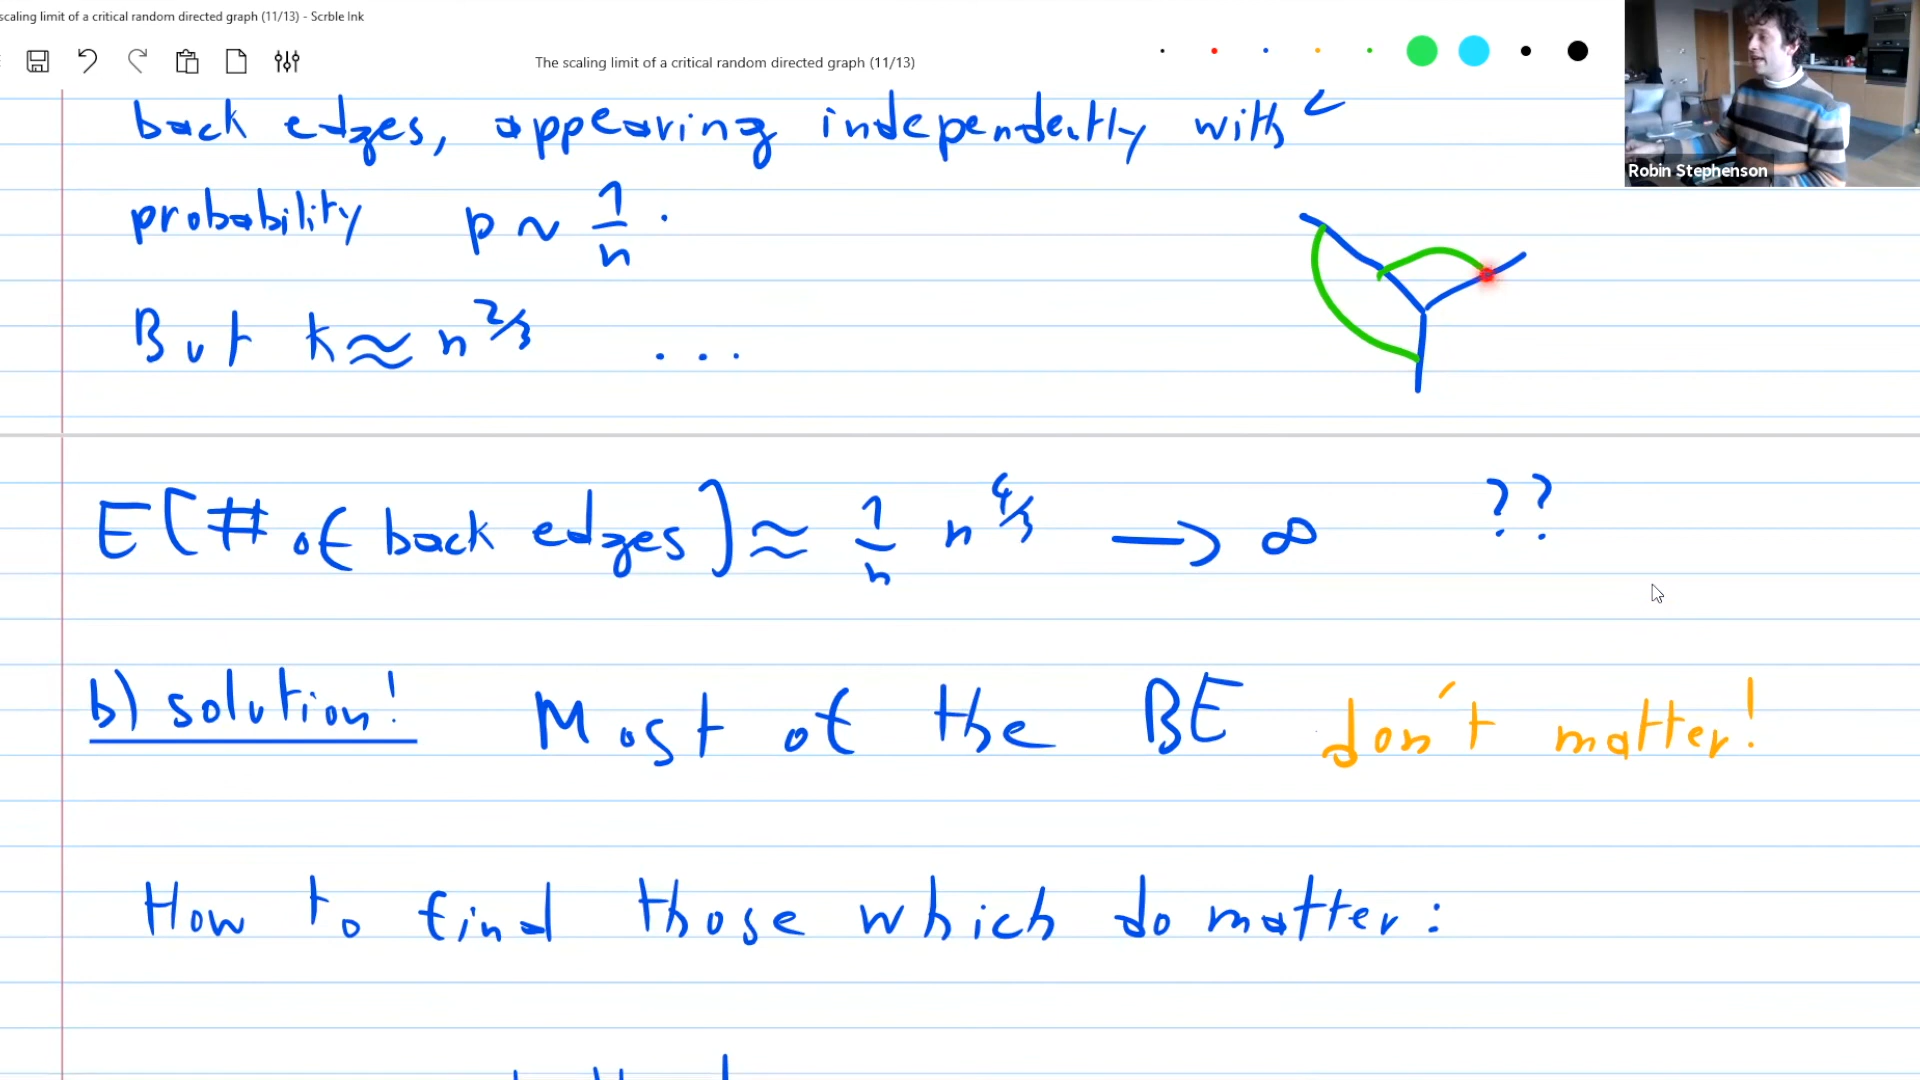 scaling limit of a critical random directed graph (11/13) - Scrble Ink
The scaling limit of a critical random directed graph (11/13)
Robin Stephenson
back edges, appearing independently with
probability p ~ 1/n.
But k ≈ n^2/3 ...
E[# of back edges] ≈ 1/n n^4/3 → ∞ ??
b) solution! Most of the BE don't matter!
How to find those which do matter: